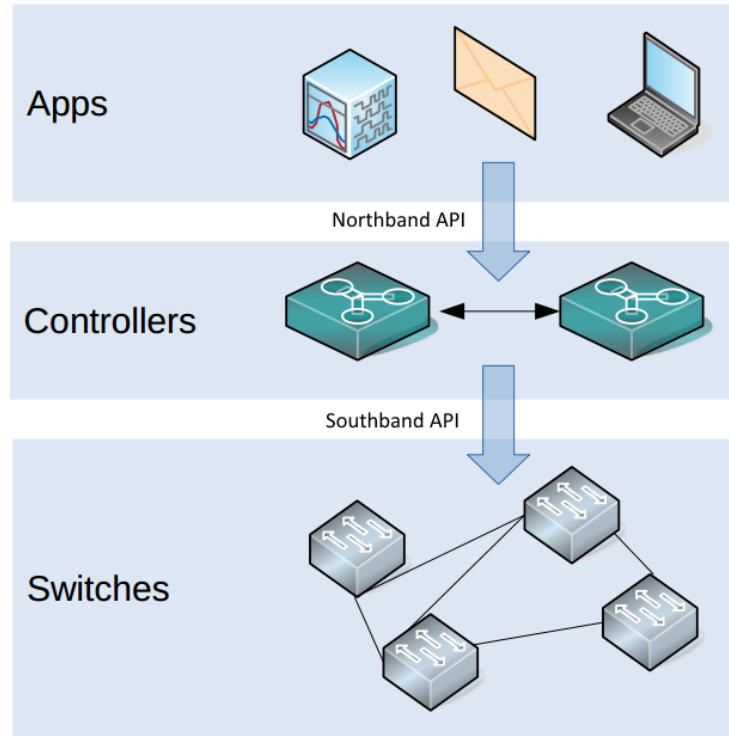 Apps
Northband API
Controllers
Southband API
Switches